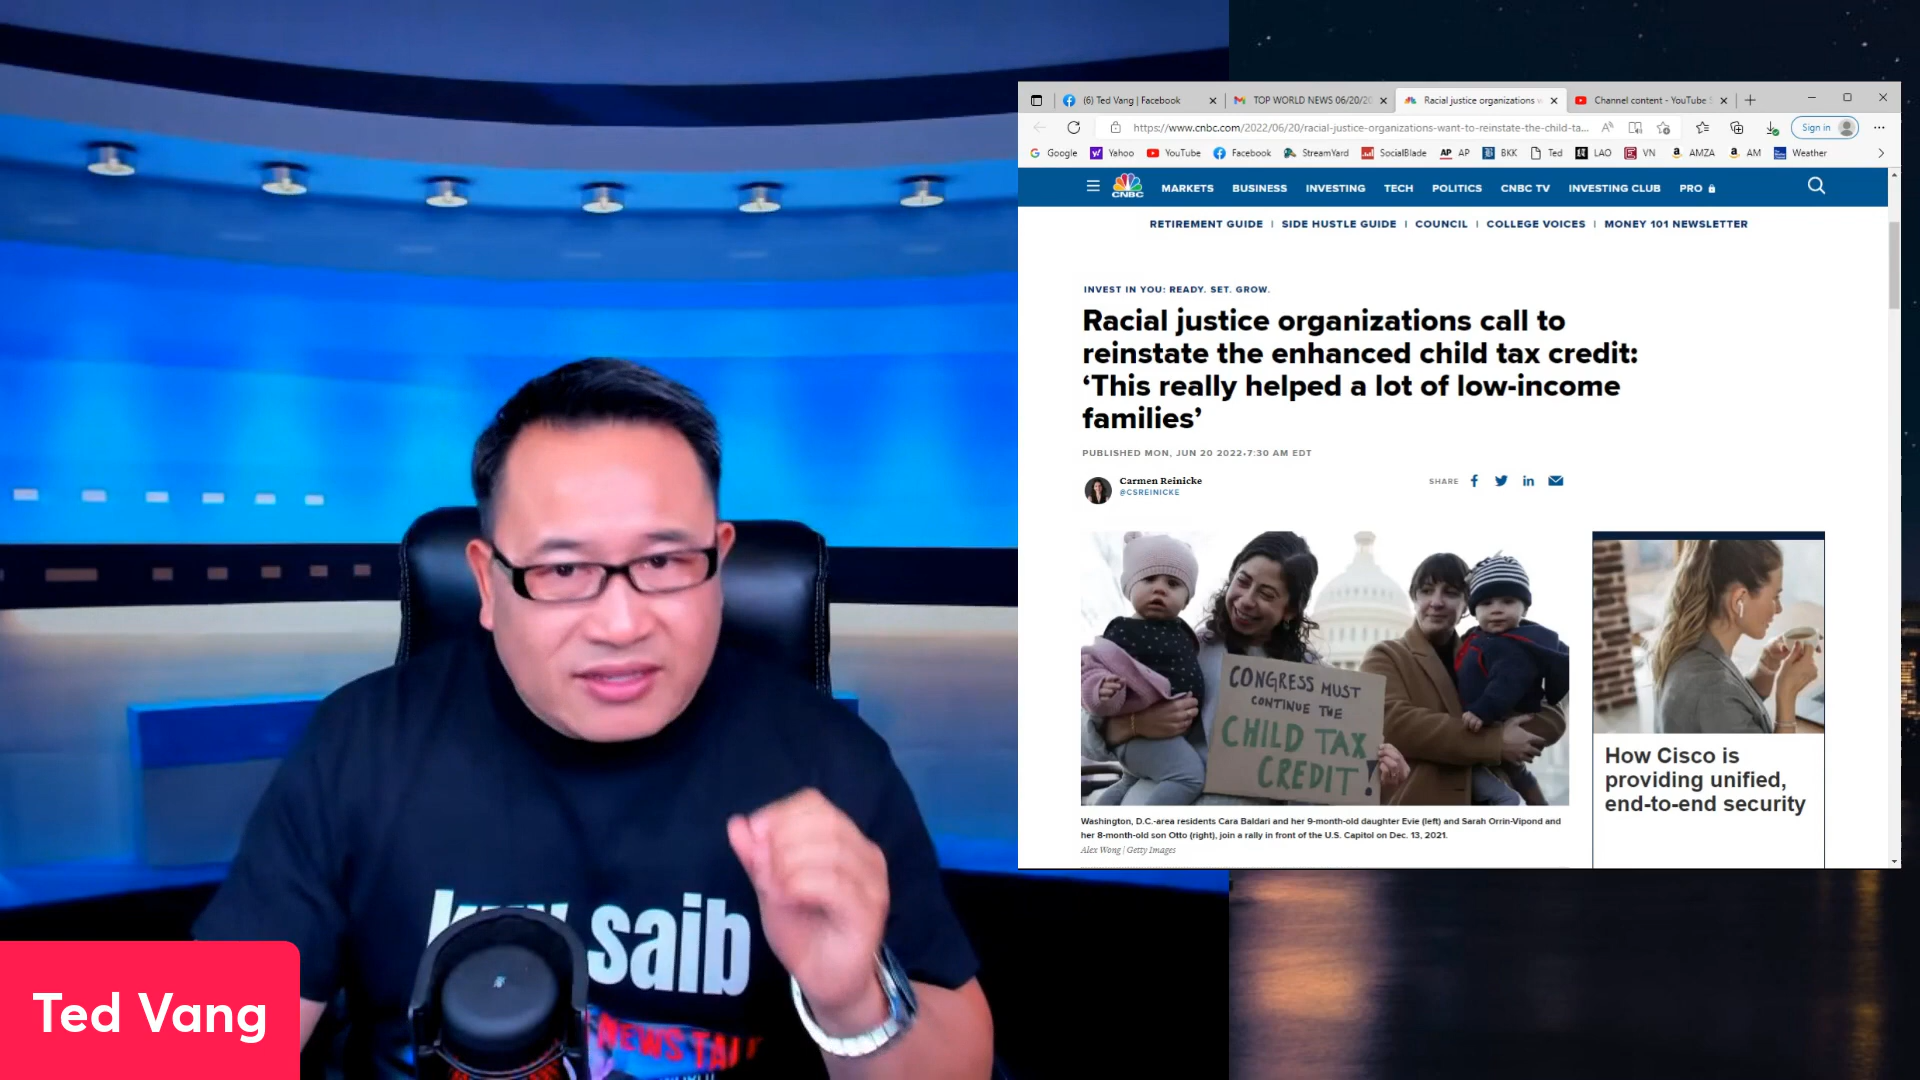 (6) Ted Vang | Facebook
TOP WORLD NEWS 06/20/20
Racial justice organizations w
Channel content - YouTube S
https://www.cnbc.com/2022/06/20/racial-justice-organizations-want-to-reinstate-the-child-ta...
Sign in
Google Yahoo YouTube Facebook StreamYard SocialBlade AP AP BKK Ted LAO VN AMZA AM Weather
CNBC
MARKETS BUSINESS INVESTING TECH POLITICS CNBC TV INVESTING CLUB PRO
RETIREMENT GUIDE | SIDE HUSTLE GUIDE | COUNCIL | COLLEGE VOICES | MONEY 101 NEWSLETTER
INVEST IN YOU: READY. SET. GROW.
Racial justice organizations call to
reinstate the enhanced child tax credit:
‘This really helped a lot of low-income
families’
PUBLISHED MON, JUN 20 2022•7:30 AM EDT
Carmen Reinicke
@CSREINICKE
SHARE
CONGRESS MUST
CONTINUE THE
CHILD TAX
CREDIT!
How Cisco is
providing unified,
end-to-end security
Washington, D.C.-area residents Cara Baldari and her 9-month-old daughter Evie (left) and Sarah Orrin-Vipond and
her 8-month-old son Otto (right), join a rally in front of the U.S. Capitol on Dec. 13, 2021.
Alex Wong | Getty Images
saib
NEWS
Ted Vang